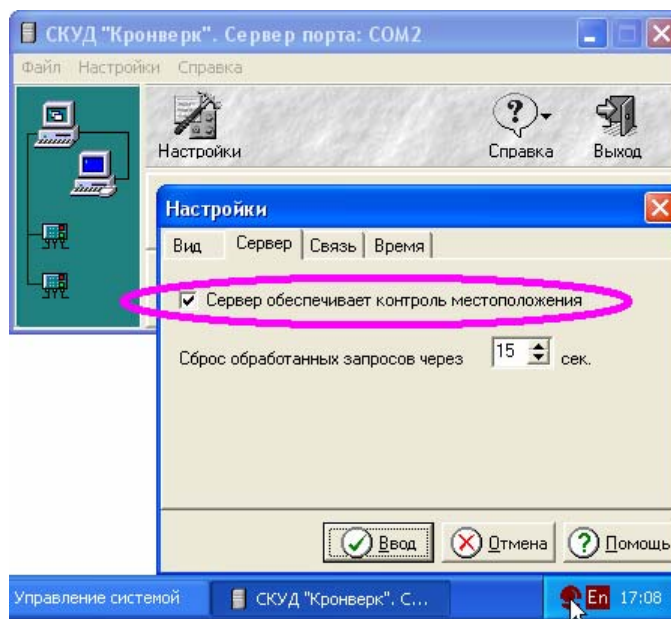 СКУД "Кронверк". Сервер порта: COM2
Файл Настройки Справка
Настройки Справка Выход
Настройки
Вид Сервер Связь Время
Сервер обеспечивает контроль местоположения
Сброс обработанных запросов через 15 сек.
Ввод Отмена Помощь
Управление системой СКУД "Кронверк". С... En 17:08